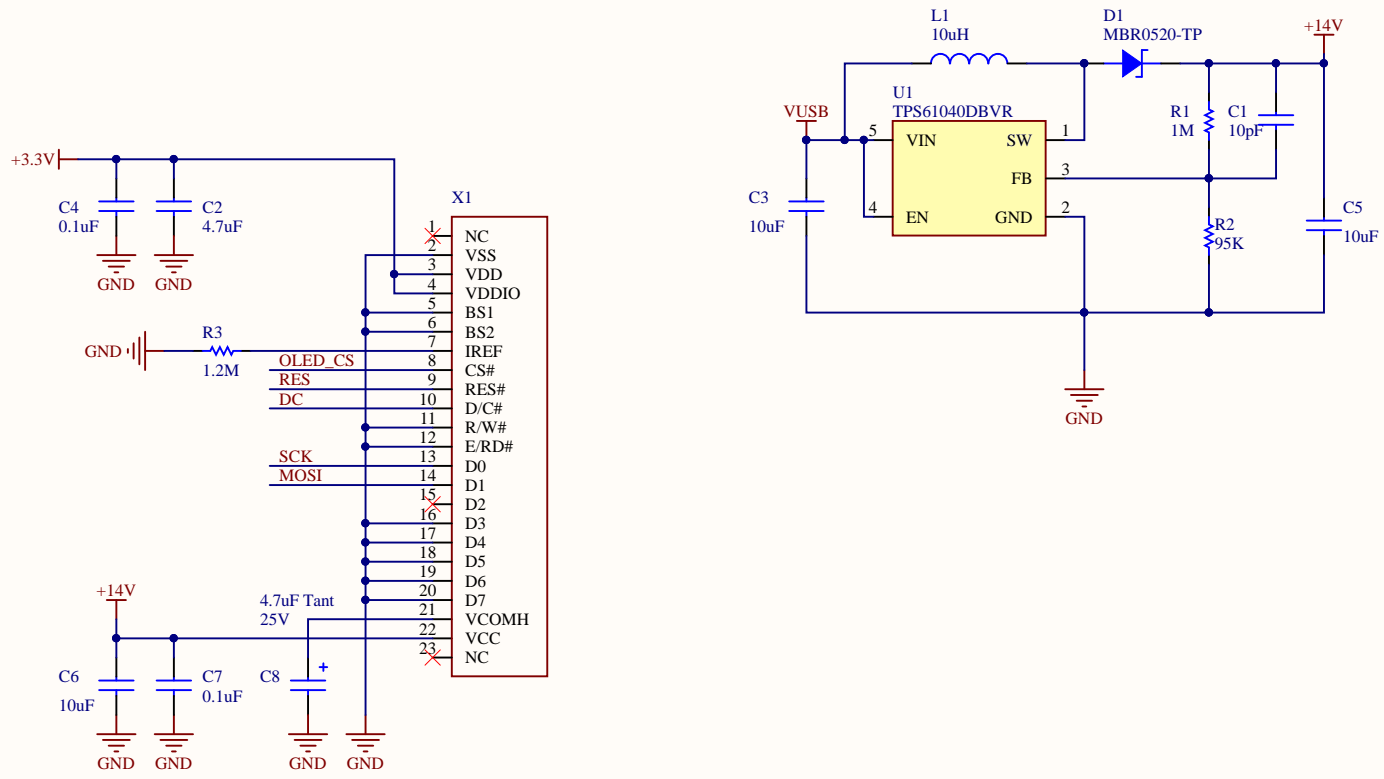 L1
10uH
D1
MBR0520-TP
+14V
U1
TPS61040DBVR
VUSB
5
VIN
SW
1
R1
1M
C1
10pF
FB
3
4
EN
GND
2
C3
10uF
R2
95K
C5
10uF
GND
+3.3V
C4
0.1uF
C2
4.7uF
GND
GND
X1
1
NC
2
VSS
3
VDD
4
VDDIO
5
BS1
6
BS2
GND
R3
1.2M
7
IREF
OLED_CS
8
CS#
RES
9
RES#
DC
10
D/C#
11
R/W#
12
E/RD#
SCK
13
D0
MOSI
14
D1
15
D2
16
D3
17
D4
18
D5
19
D6
20
D7
+14V
4.7uF Tant
25V
21
VCOMH
22
VCC
23
NC
C6
10uF
C7
0.1uF
C8
+
GND
GND
GND
GND